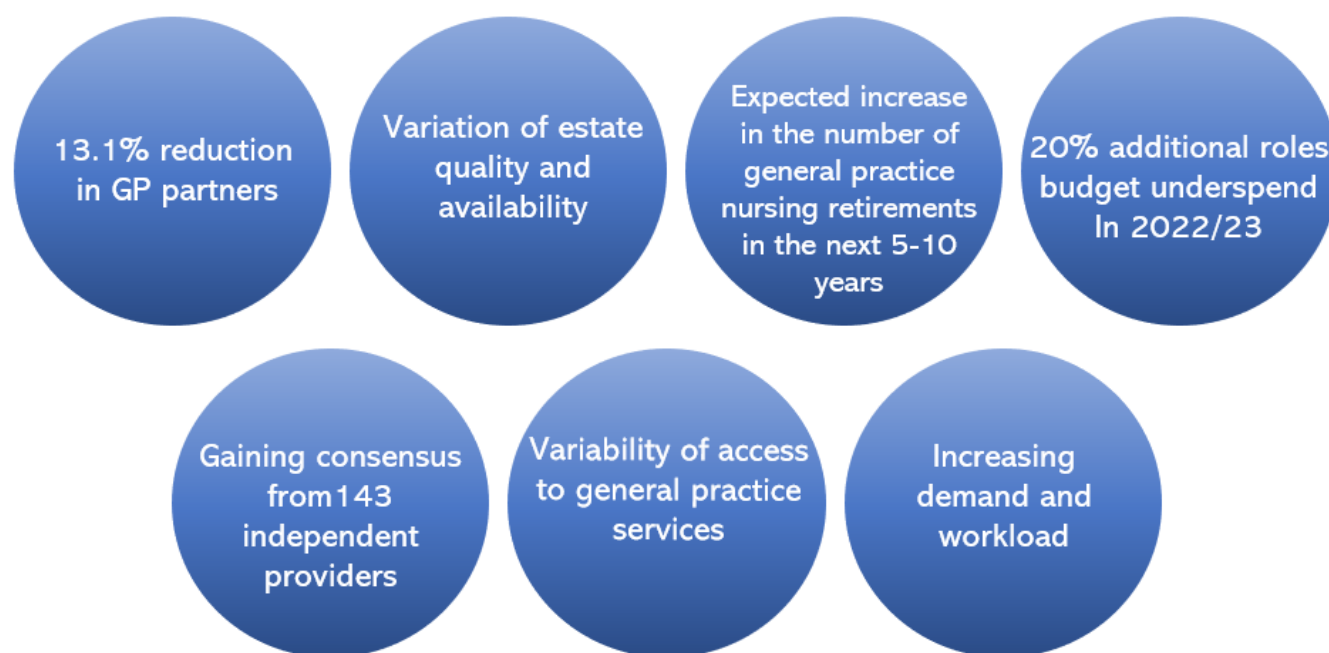 13.1% reduction
in GP partners
Variation of estate
quality and
availability
Expected increase
in the number of
general practice
nursing retirements
in the next 5-10
years
20% additional roles
budget underspend
In 2022/23
Gaining consensus
from143
independent
providers
Variability of access
to general practice
services
Increasing
demand and
workload